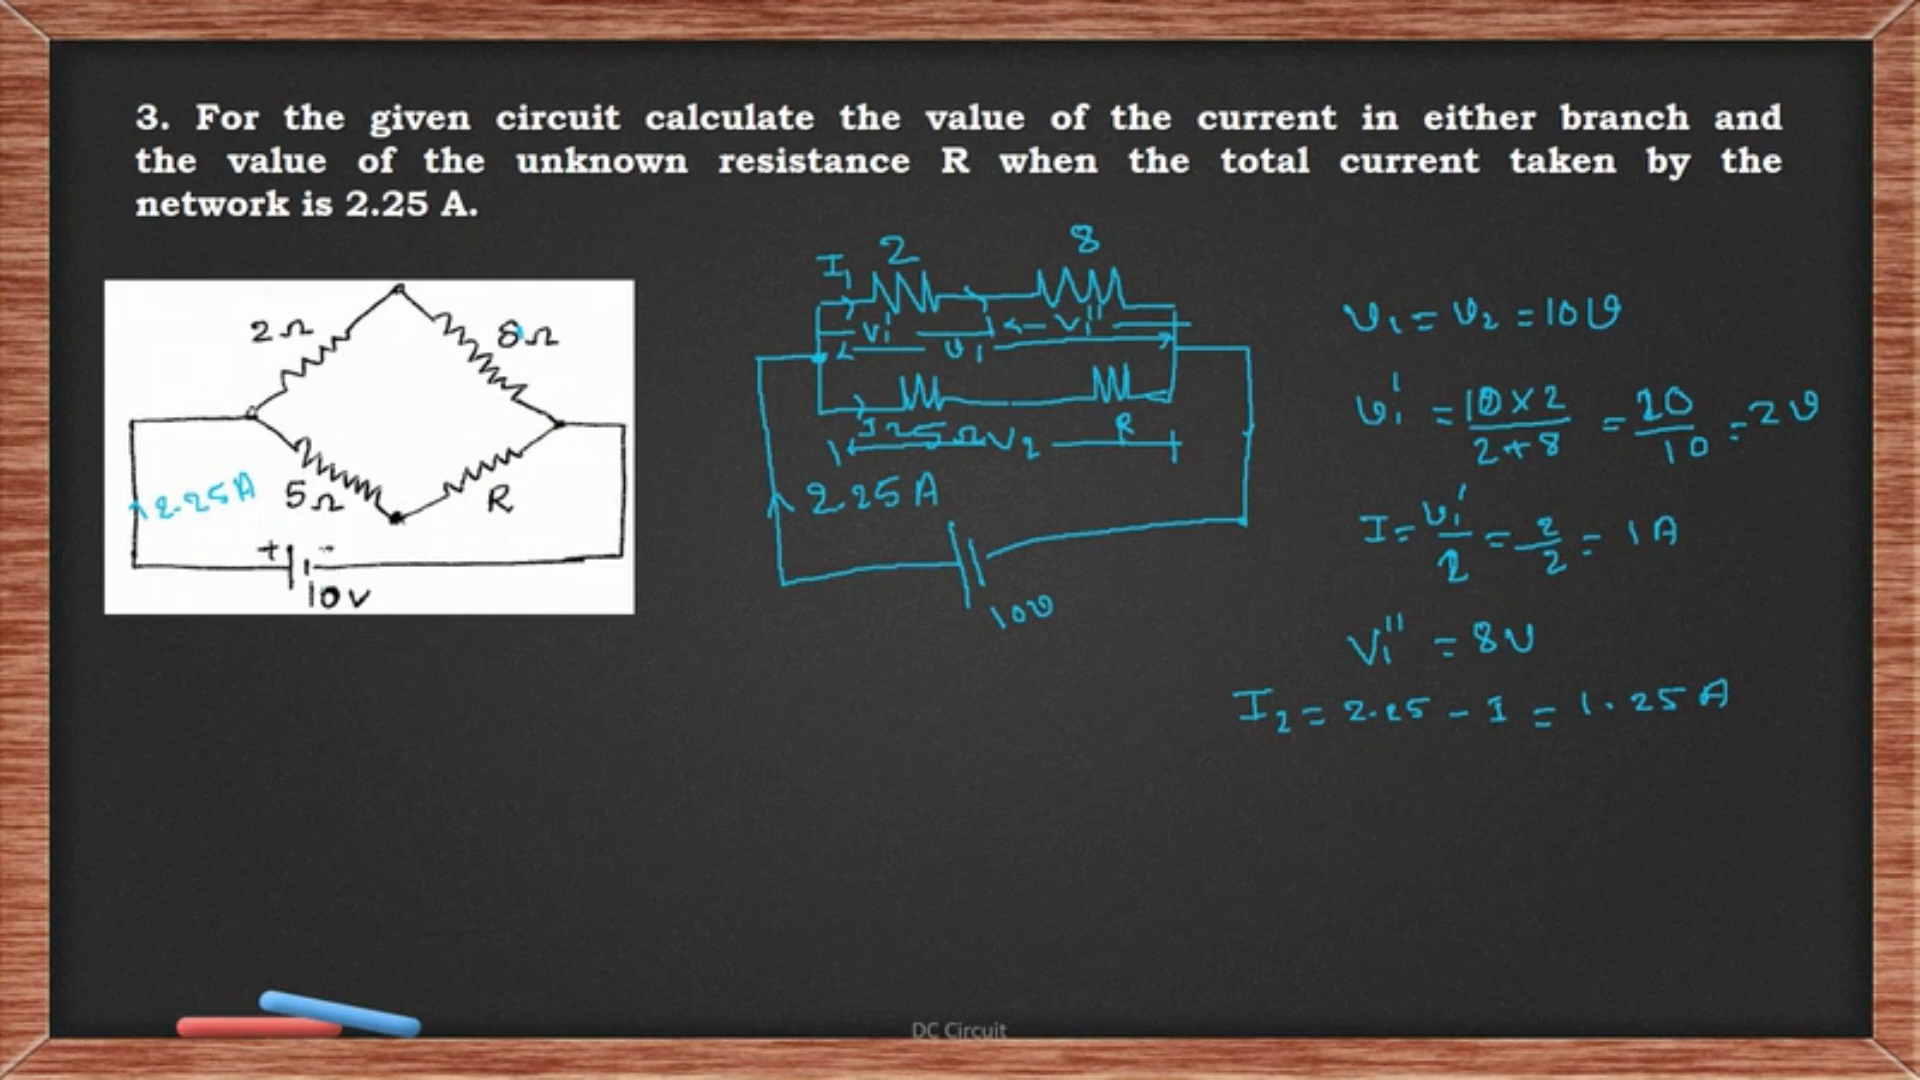 3. For the given circuit calculate the value of the current in either branch and
the value of the unknown resistance R when the total current taken by the
network is 2.25 A.
2Ω
8Ω
2.25A
5Ω
R
+ -
10V
I₁ 2 8
V₁' V₁''
V₁
I₂ 5Ω V₂ R
2.25A
10V
V₁ = V₂ = 10V
V₁' = 10 × 2 / 2+8 = 20 / 10 = 2V
I = V₁' / 2 = 2 / 2 = 1A
V₁'' = 8V
I₂ = 2.25 - 1 = 1.25A
DC Circuit